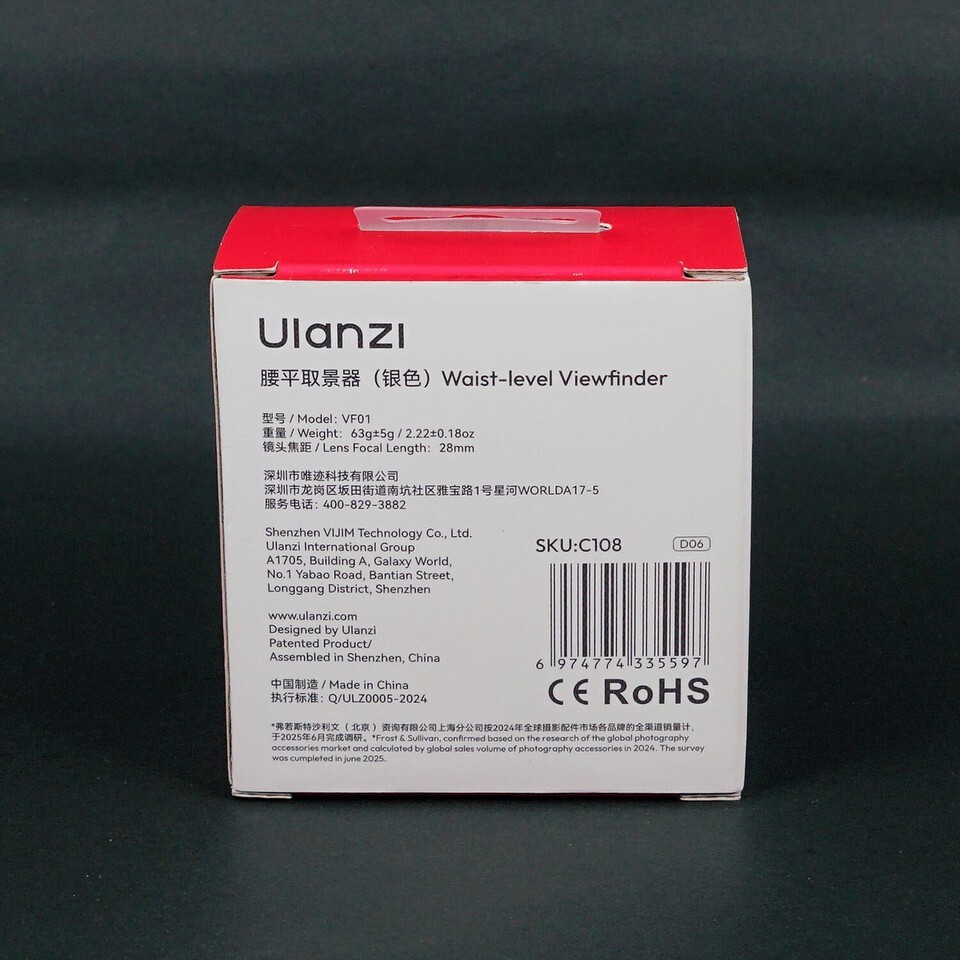 Ulanzi
腰平取景器（银色）Waist-level Viewfinder
型号 / Model: VF01
重量 / Weight: 63g±5g / 2.22±0.18oz
镜头焦距 / Lens Focal Length: 28mm
深圳市唯迹科技有限公司
深圳市龙岗区坂田街道南坑社区雅宝路1号星河WORLDA17-5
服务电话: 400-829-3882
Shenzhen VIJIM Technology Co., Ltd.
Ulanzi International Group
A1705, Building A, Galaxy World,
No.1 Yabao Road, Bantian Street,
Longgang District, Shenzhen
www.ulanzi.com
Designed by Ulanzi
Patented Product/
Assembled in Shenzhen, China
中国制造 / Made in China
执行标准: Q/ULZ0005-2024
SKU:C108
D06
6 974774 335597
CE RoHS
*弗若斯特沙利文（北京）咨询有限公司上海分公司按2024年全球摄影配件市场各品牌的全渠道销量计，
于2025年6月完成调研。*Frost & Sullivan, confirmed based on the research of the global photography
accessories market and calculated by global sales volume of photography accessories in 2024. The survey
was cumpleted in june 2025.